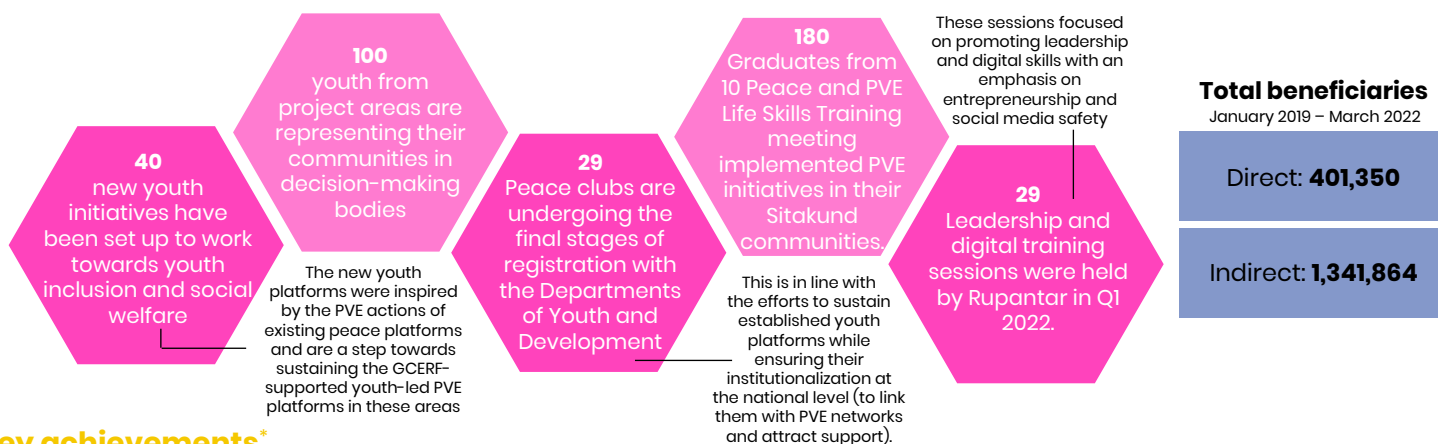 40
new youth
initiatives have
been set up to work
towards youth
inclusion and social
welfare
100
youth from
project areas are
representing their
communities in
decision-making
bodies
The new youth
platforms were inspired
by the PVE actions of
existing peace platforms
and are a step towards
sustaining the GCERF-
supported youth-led PVE
platforms in these areas
29
Peace clubs are
undergoing the
final stages of
registration with
the Departments
of Youth and
Development
180
Graduates from
10 Peace and PVE
Life Skills Training
meeting
implemented PVE
initiatives in their
Sitakund
communities.
This is in line with
the efforts to sustain
established youth
platforms while
ensuring their
institutionalization at
the national level (to link
them with PVE networks
and attract support).
These sessions focused
on promoting leadership
and digital skills with an
emphasis on
entrepreneurship and
social media safety
29
Leadership and
digital training
sessions were held
by Rupantar in Q1
2022.
Total beneficiaries
January 2019 – March 2022
Direct: 401,350
Indirect: 1,341,864
achievements*